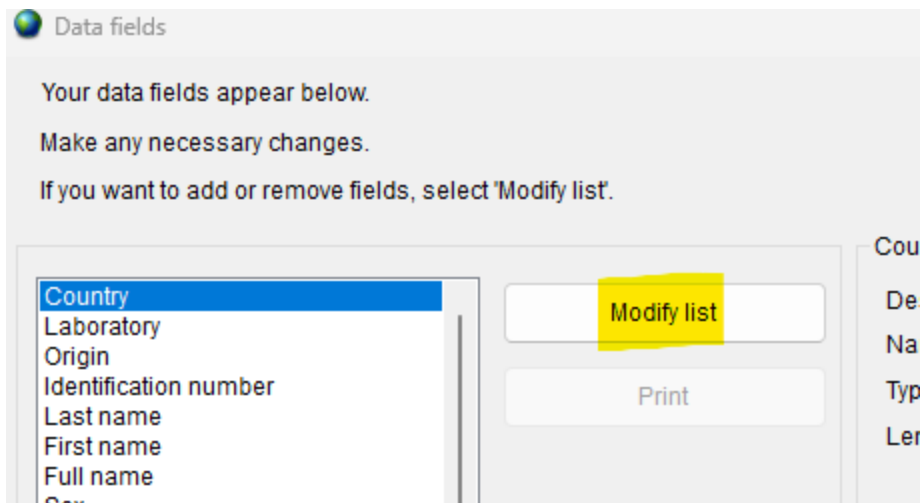 Data fields
Your data fields appear below.
Make any necessary changes.
If you want to add or remove fields, select 'Modify list'.
Country
Laboratory
Origin
Identification number
Last name
First name
Full name
Modify list
Print